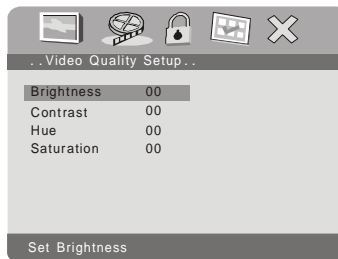 . . Video Quality Setup . .
Brightness 00
Contrast 00
Hue 00
Saturation 00
Set Brightness